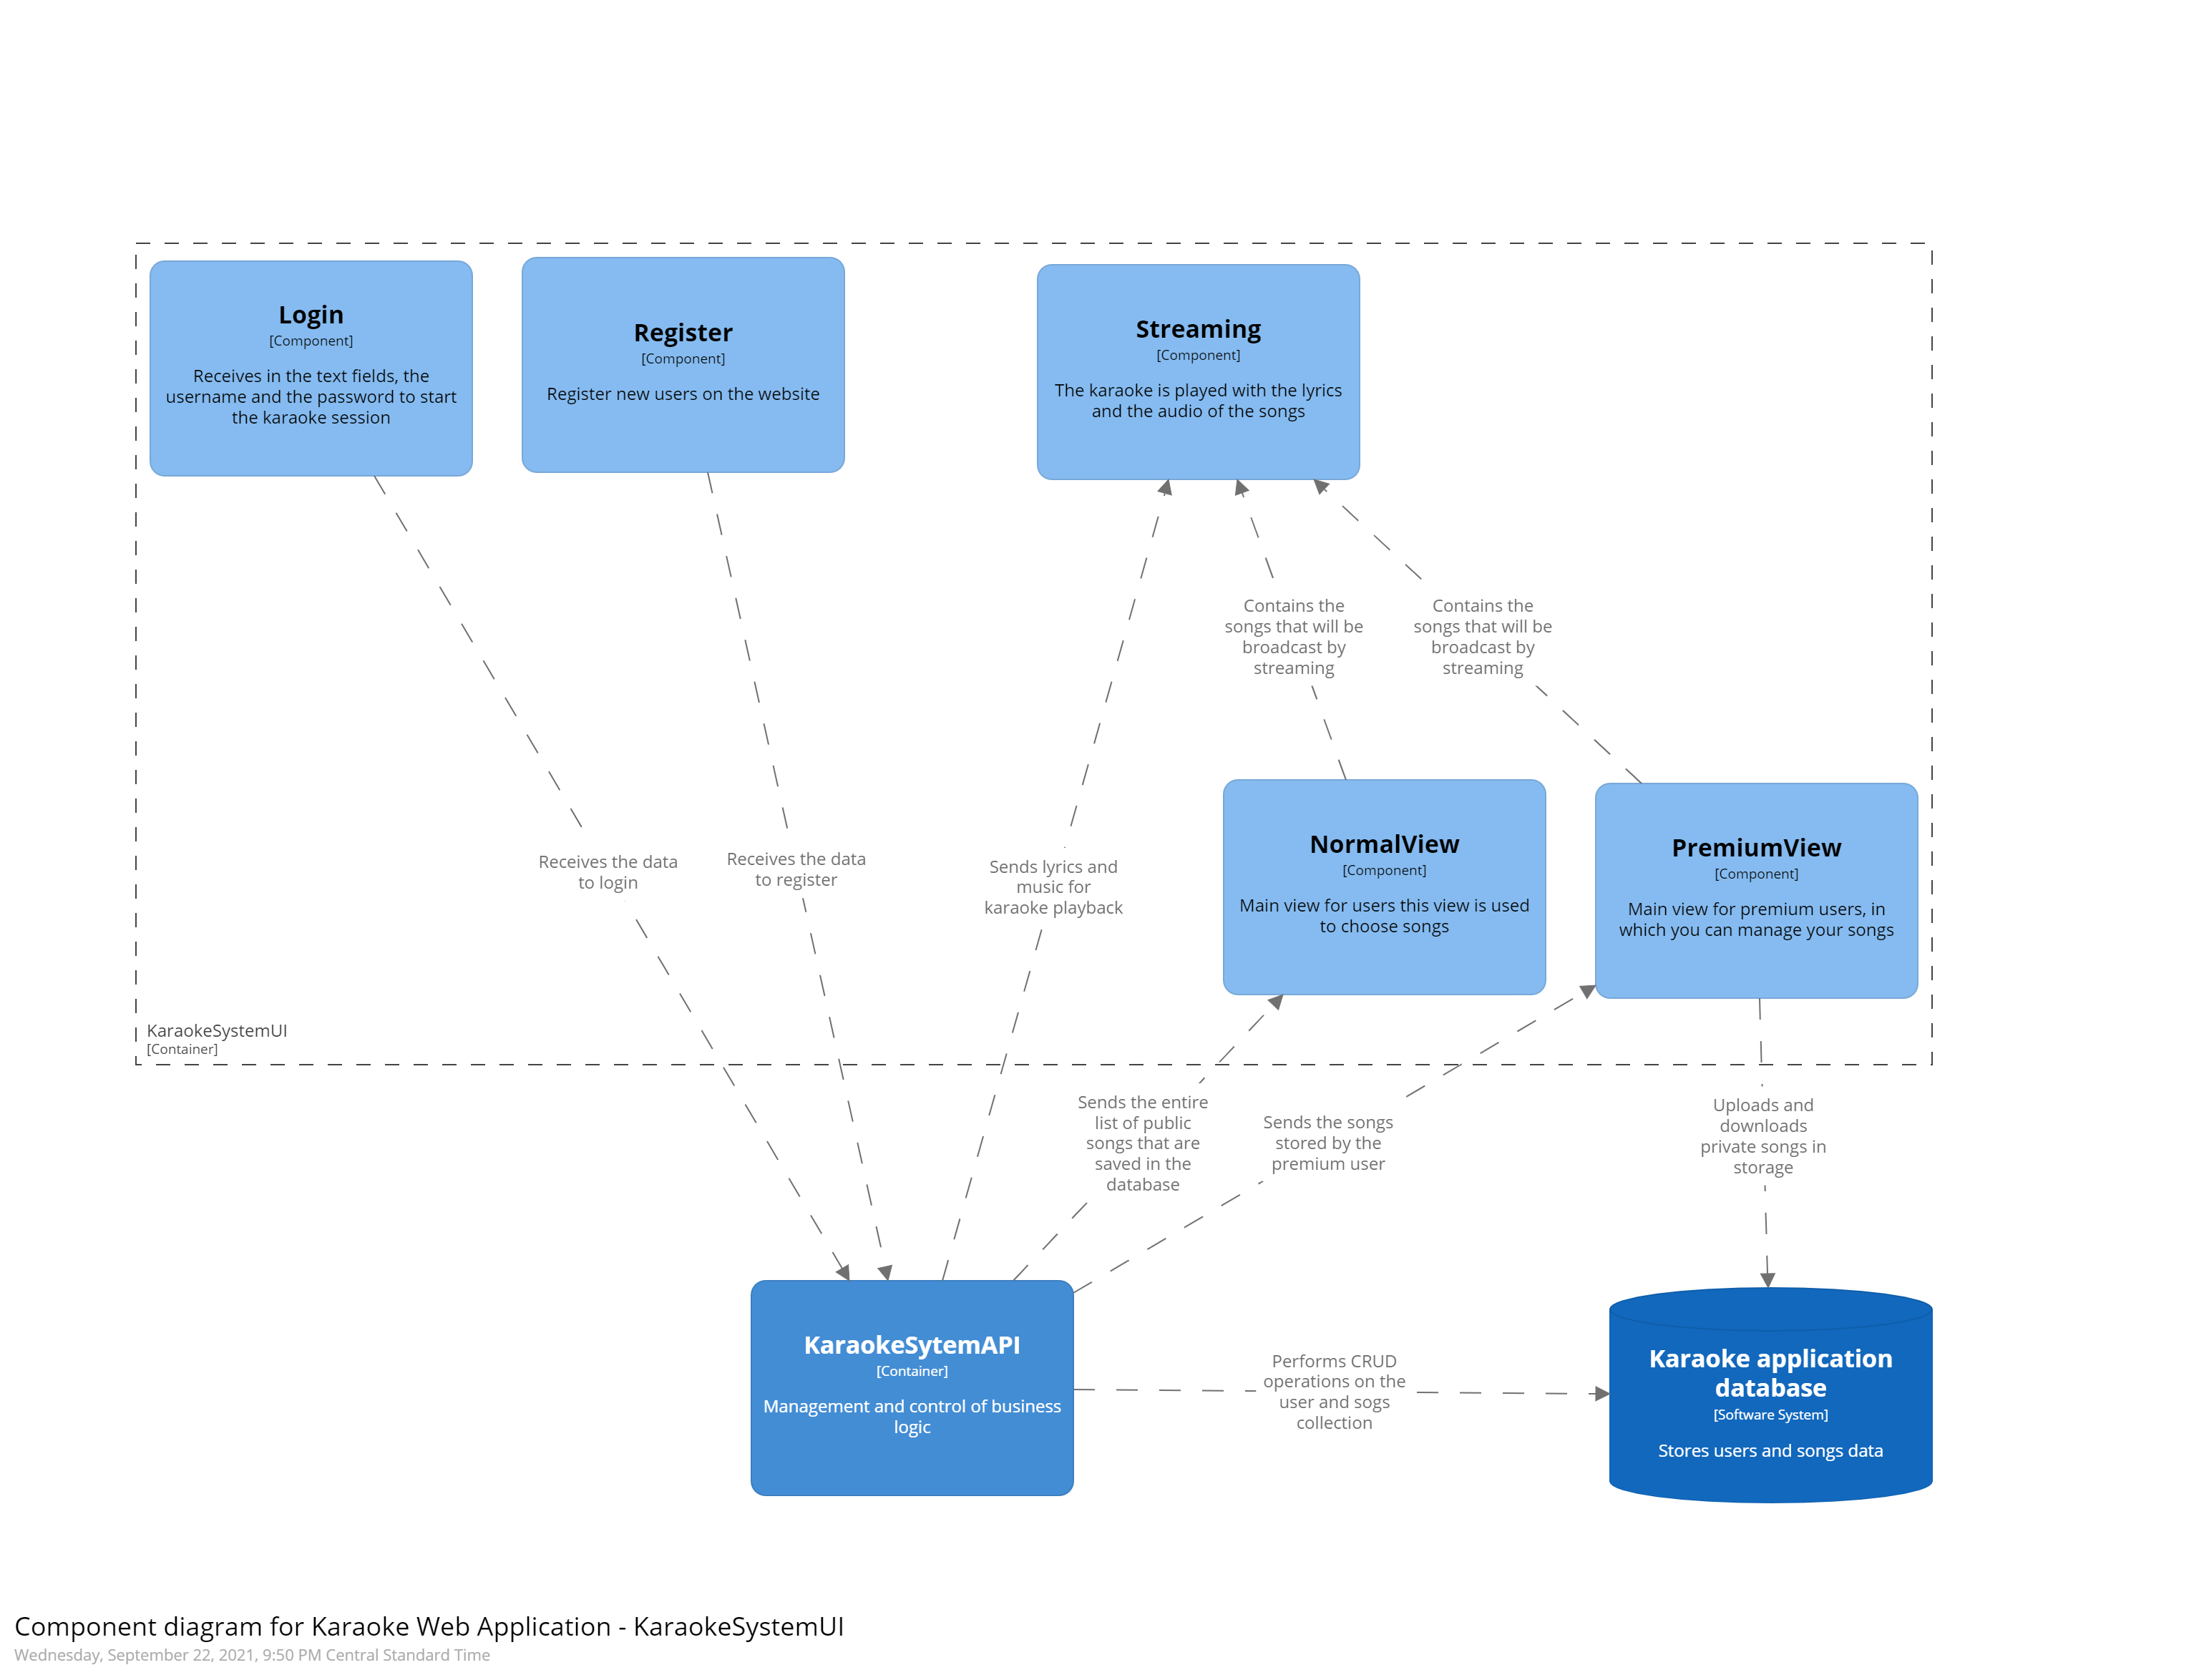 Login
[Component]
Receives in the text fields, the
username and the password to start
the karaoke session
Register
[Component]
Register new users on the website
Streaming
[Component]
The karaoke is played with the lyrics
and the audio of the songs
Contains the
songs that will be
broadcast by
streaming
Contains the
songs that will be
broadcast by
streaming
Receives the data
to login
Receives the data
to register
Sends lyrics and
music for
karaoke playback
NormalView
[Component]
Main view for users this view is used
to choose songs
PremiumView
[Component]
Main view for premium users, in
which you can manage your songs
KaraokeSystemUI
[Container]
Sends the entire
list of public
songs that are
saved in the
database
Sends the songs
stored by the
premium user
Uploads and
downloads
private songs in
storage
KaraokeSytemAPI
[Container]
Management and control of business
logic
Performs CRUD
operations on the
user and sogs
collection
Karaoke application
database
[Software System]
Stores users and songs data
Component diagram for Karaoke Web Application - KaraokeSystemUI
Wednesday, September 22, 2021, 9:50 PM Central Standard Time